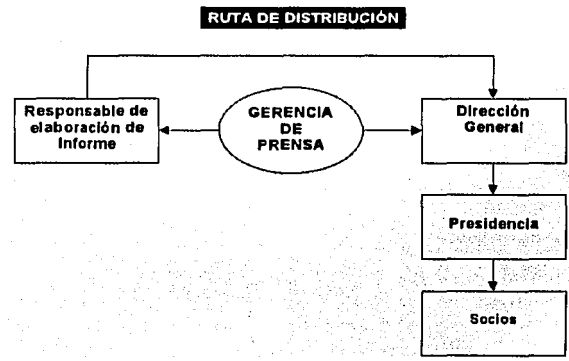 RUTA DE DISTRIBUCIÓN
Responsable de
elaboración de
Informe
GERENCIA
DE
PRENSA
Dirección
General
Presidencia
Socios